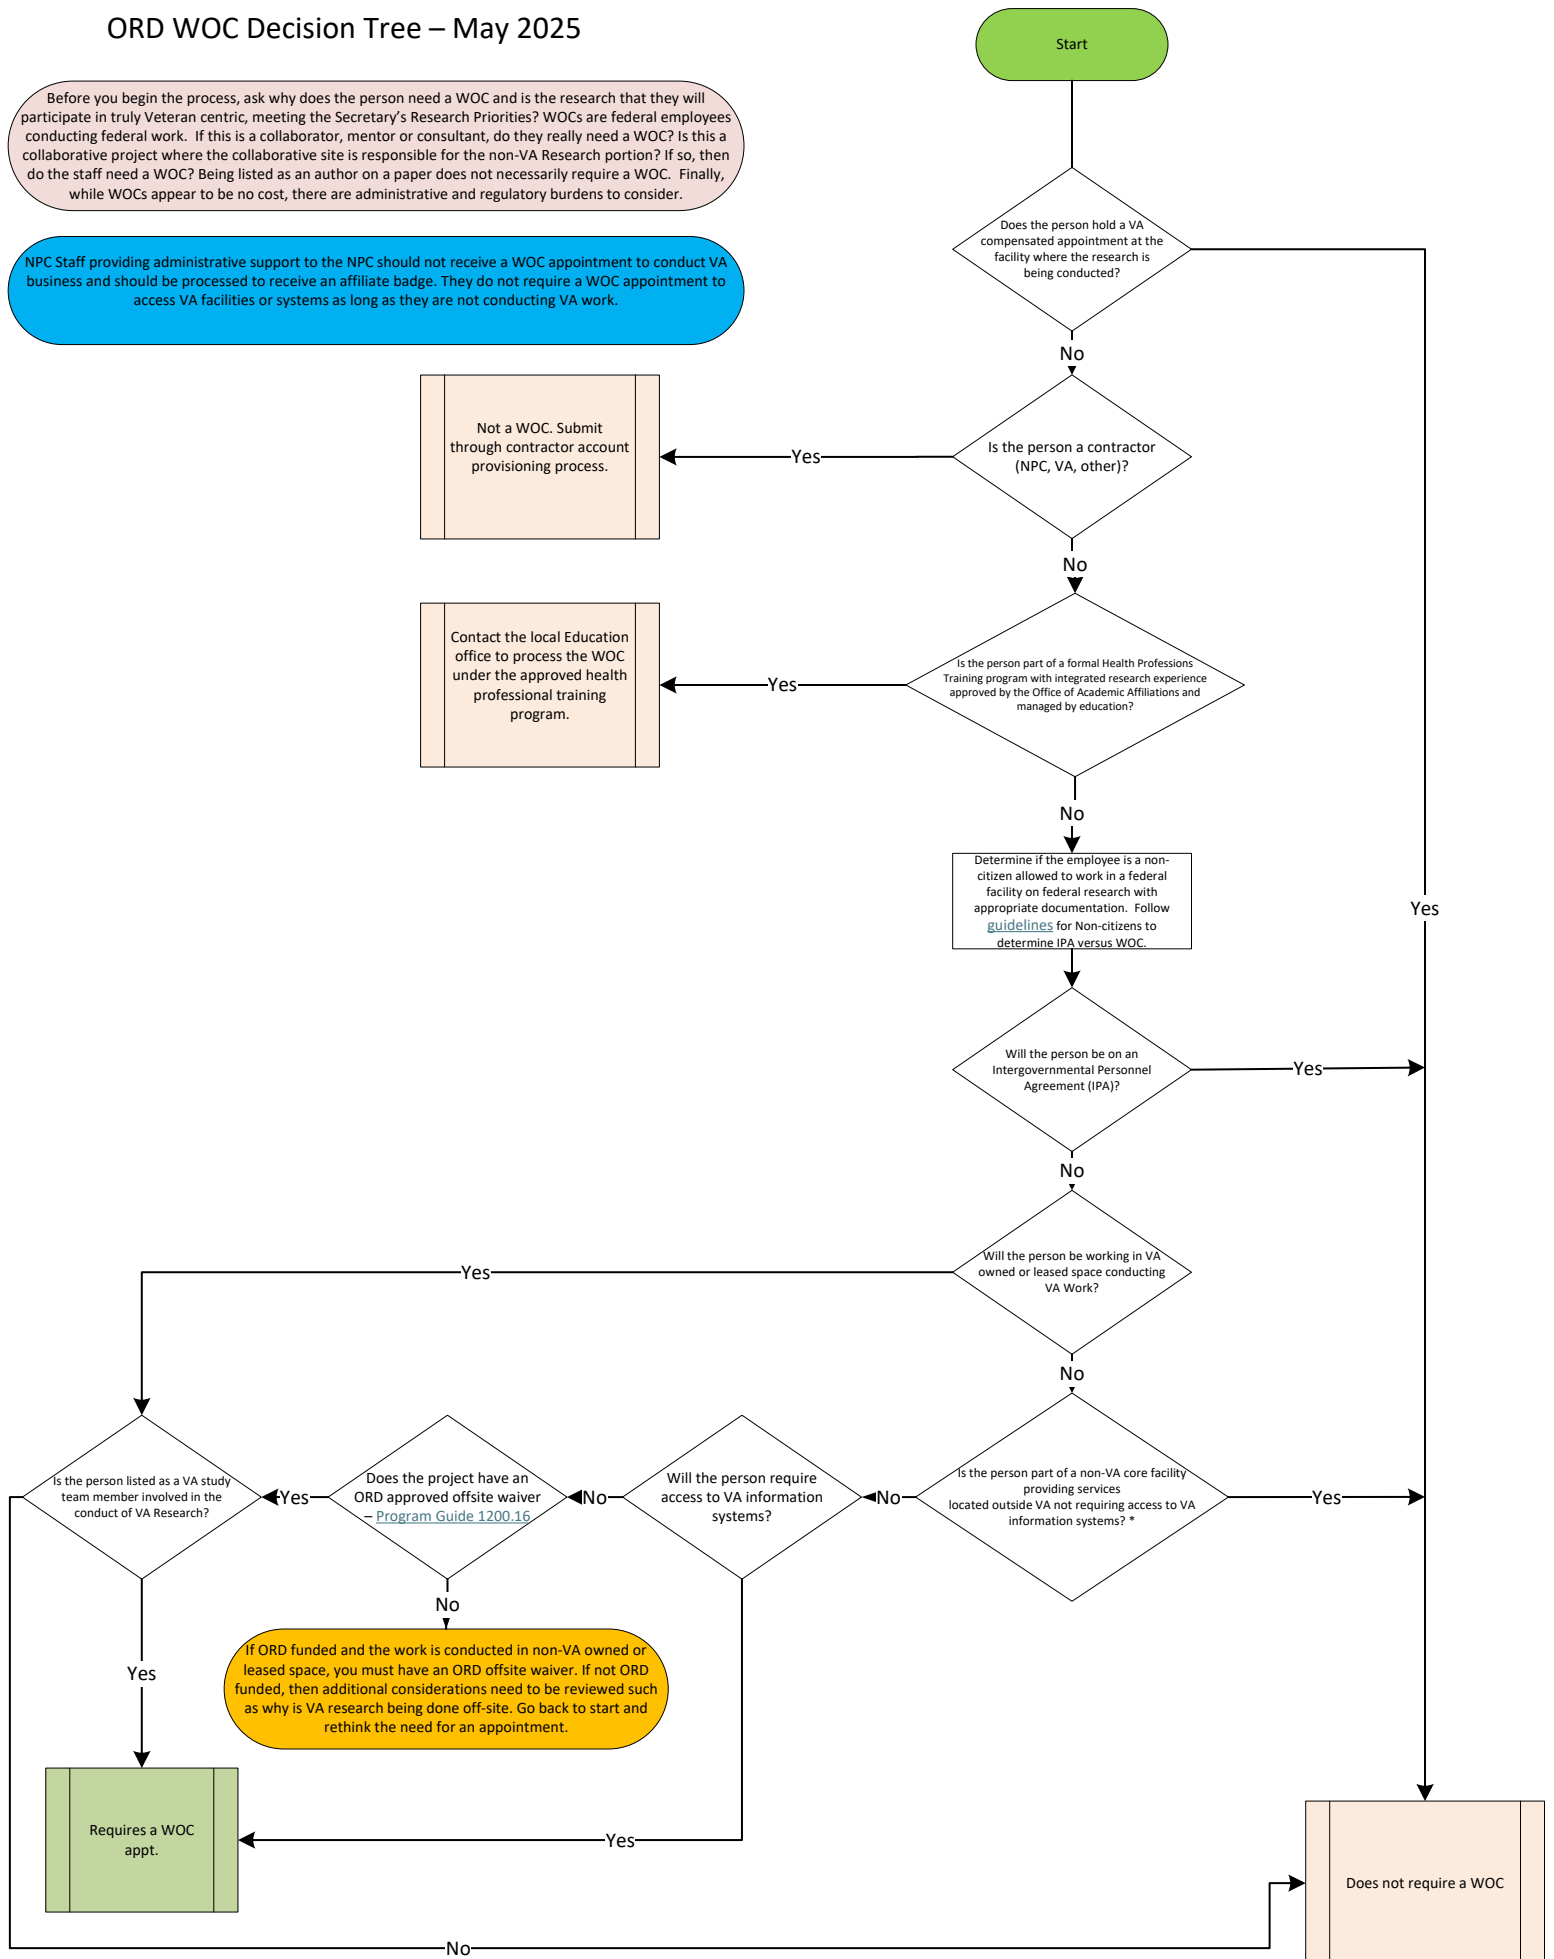 ORD WOC Decision Tree – May 2025
Start
Before you begin the process, ask why does the person need a WOC and is the research that they will
participate in truly Veteran centric, meeting the Secretary's Research Priorities? WOCs are federal employees
conducting federal work.  If this is a collaborator, mentor or consultant, do they really need a WOC? Is this a
collaborative project where the collaborative site is responsible for the non-VA Research portion? If so, then
do the staff need a WOC? Being listed as an author on a paper does not necessarily require a WOC.  Finally,
while WOCs appear to be no cost, there are administrative and regulatory burdens to consider.
NPC Staff providing administrative support to the NPC should not receive a WOC appointment to conduct VA
business and should be processed to receive an affiliate badge. They do not require a WOC appointment to
access VA facilities or systems as long as they are not conducting VA work.
Does the person hold a VA
compensated appointment at the
facility where the research is
being conducted?
No
Not a WOC. Submit
through contractor account
provisioning process.
Yes
Is the person a contractor
(NPC, VA, other)?
No
Contact the local Education
office to process the WOC
under the approved health
professional training
program.
Yes
Is the person part of a formal Health Professions
Training program with integrated research experience
approved by the Office of Academic Affiliations and
managed by education?
No
Determine if the employee is a non-
citizen allowed to work in a federal
facility on federal research with
appropriate documentation.  Follow
guidelines for Non-citizens to
determine IPA versus WOC.
Yes
Will the person be on an
Intergovernmental Personnel
Agreement (IPA)?
Yes
No
Will the person be working in VA
owned or leased space conducting
VA Work?
Yes
No
Is the person listed as a VA study
team member involved in the
conduct of VA Research?
Yes
Does the project have an
ORD approved offsite waiver
– Program Guide 1200.16
No
Will the person require
access to VA information
systems?
No
Is the person part of a non-VA core facility
providing services
located outside VA not requiring access to VA
information systems? *
Yes
No
If ORD funded and the work is conducted in non-VA owned or
leased space, you must have an ORD offsite waiver. If not ORD
funded, then additional considerations need to be reviewed such
as why is VA research being done off-site. Go back to start and
rethink the need for an appointment.
Yes
Requires a WOC
appt.
Yes
Does not require a WOC
No